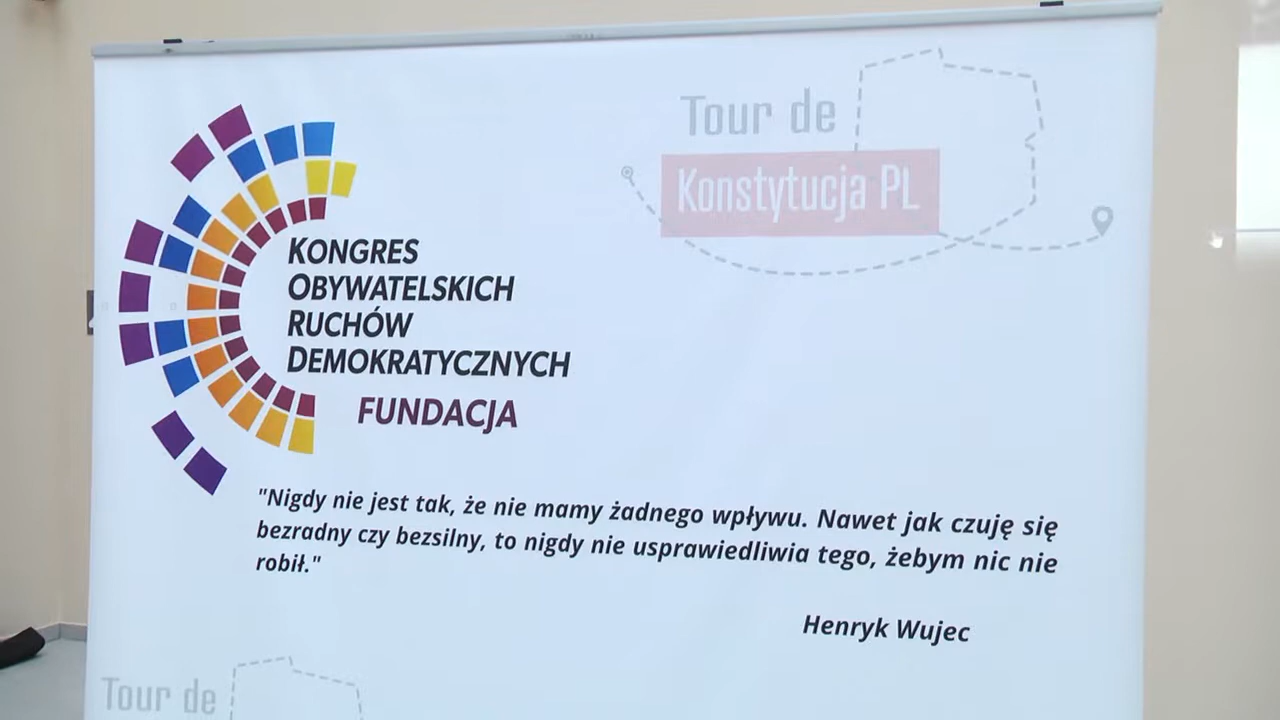 Tour de
Konstytucja PL
KONGRES
OBYWATELSKICH
RUCHÓW
DEMOKRATYCZNYCH
FUNDACJA
"Nigdy nie jest tak, że nie mamy żadnego wpływu. Nawet jak czuję się
bezradny czy bezsilny, to nigdy nie usprawiedliwia tego, żebym nic nie
robił."
Henryk Wujec
Tour de